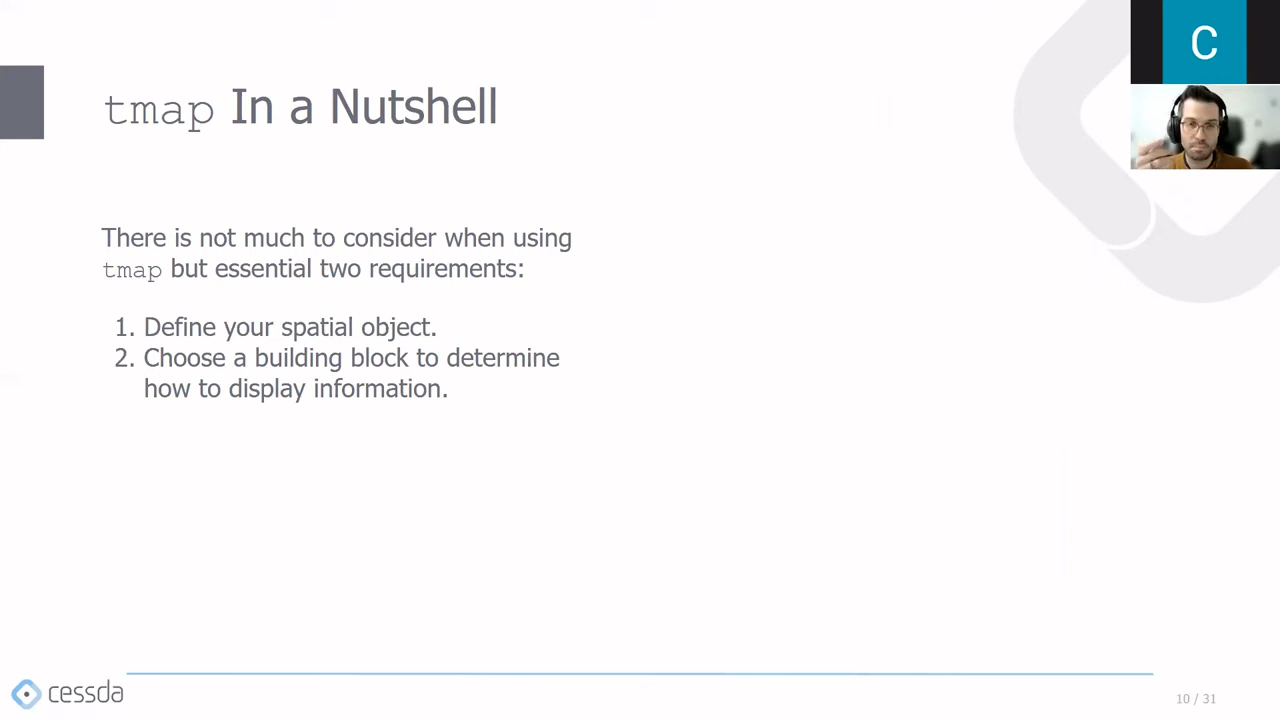 C
tmap In a Nutshell
There is not much to consider when using
tmap but essential two requirements:
1. Define your spatial object.
2. Choose a building block to determine
how to display information.
cessda
10 / 31